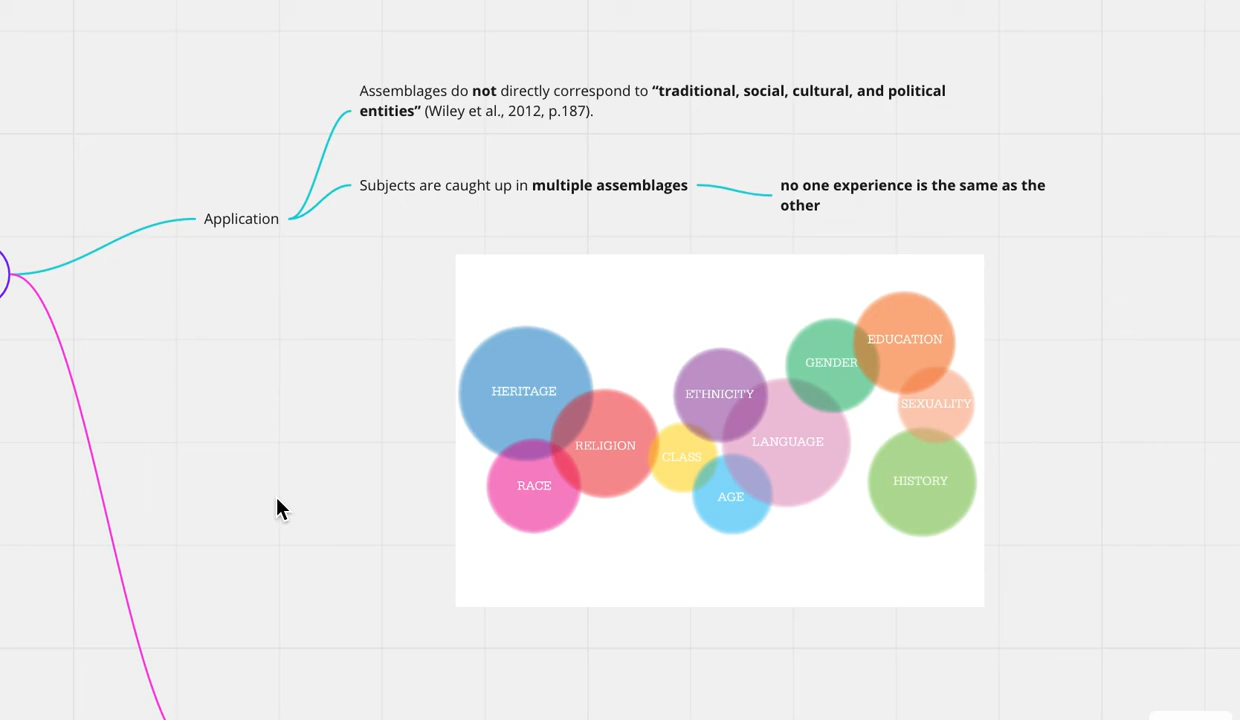 Assemblages do not directly correspond to “traditional, social, cultural, and political
entities” (Wiley et al., 2012, p.187).
Subjects are caught up in multiple assemblages
no one experience is the same as the
other
Application
EDUCATION
GENDER
HERITAGE
ETHNICITY
SEXUALITY
RELIGION
CLASS
LANGUAGE
RACE
AGE
HISTORY